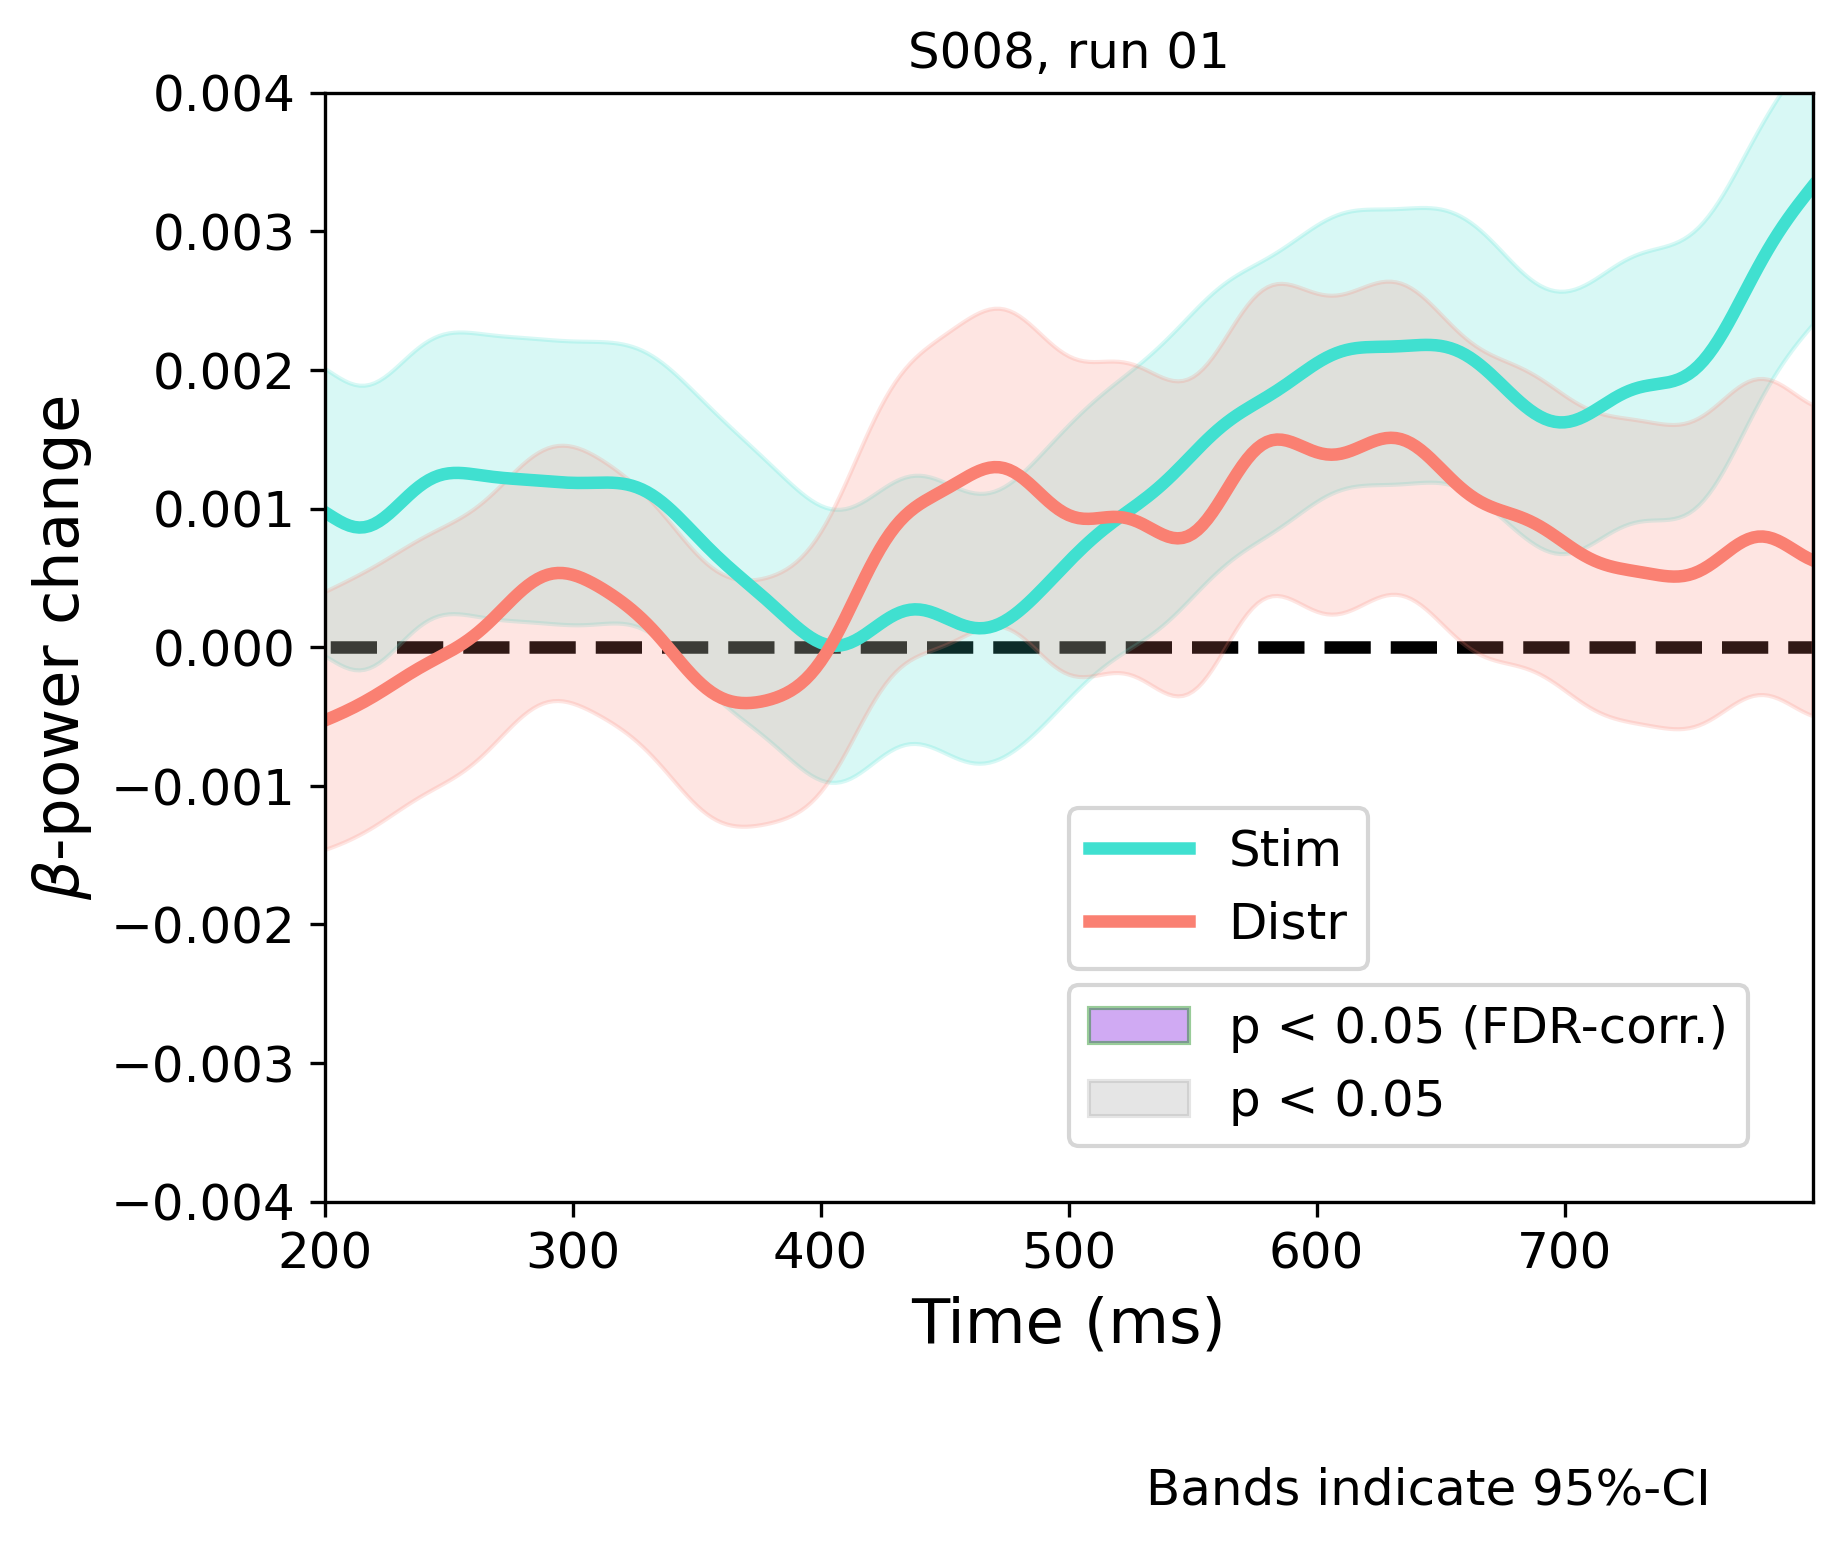 S008, run 01
0.004
0.003
0.002
0.001
0.000
−0.001
−0.002
−0.003
−0.004
β-power change
Stim
Distr
p < 0.05 (FDR-corr.)
p < 0.05
200 300 400 500 600 700
Time (ms)
Bands indicate 95%-CI